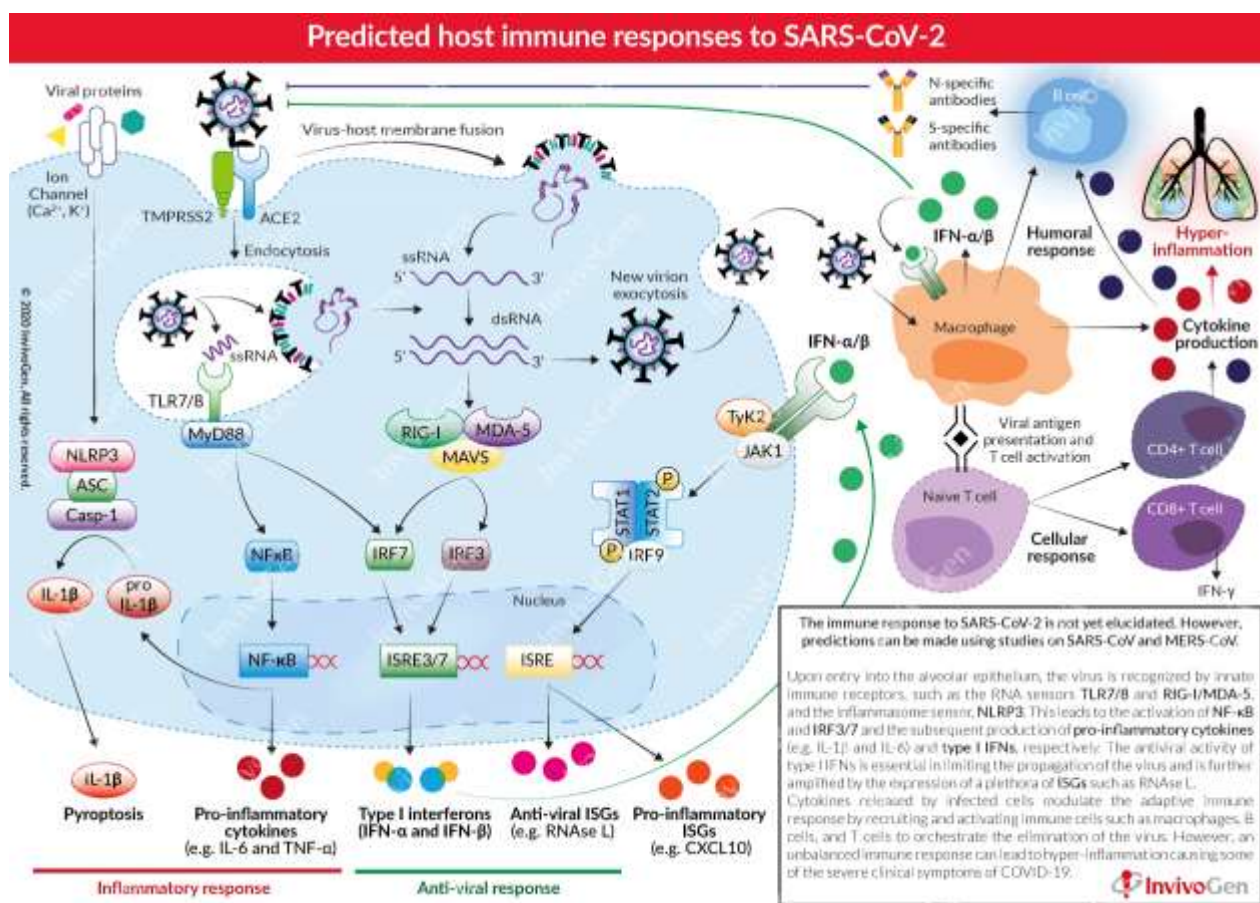 Predicted host immune responses to SARS-CoV-2
Viral proteins
Ion
Channel
(Ca²⁺, K⁺)
TMPRSS2
ACE2
Virus-host membrane fusion
Endocytosis
ssRNA
TLR7/8
MyD88
ssRNA
5' 3'
dsRNA
5' 3'
New virion
exocytosis
RIG-I
MDA-5
MAVS
NLRP3
ASC
Casp-1
IL-1β
pro
IL-1β
NFκB
IRF7
IRF3
TyK2
JAK1
IFN-α/β
STAT1
STAT2
P
P
IRF9
Nucleus
NF-κB
ISRE3/7
ISRE
IL-1β
Pyroptosis
Pro-inflammatory
cytokines
(e.g. IL-6 and TNF-α)
Type I interferons
(IFN-α and IFN-β)
Anti-viral ISGs
(e.g. RNAse L)
Pro-inflammatory
ISGs
(e.g. CXCL10)
Inflammatory response
Anti-viral response
N-specific
antibodies
S-specific
antibodies
B cell
IFN-α/β
Humoral
response
Hyper-
inflammation
Macrophage
Cytokine
production
Viral antigen
presentation and
T cell activation
Naive T cell
CD4+ T cell
CD8+ T cell
Cellular
response
IFN-γ
The immune response to SARS-CoV-2 is not yet elucidated. However,
predictions can be made using studies on SARS-CoV and MERS-CoV.
Upon entry into the alveolar epithelium, the virus is recognized by innate
immune receptors, such as the RNA sensors TLR7/8 and RIG-I/MDA-5,
and the inflammasome sensor, NLRP3. This leads to the activation of NF-κB
and IRF3/7 and the subsequent production of pro-inflammatory cytokines
(e.g. IL-1β and IL-6) and type I IFNs, respectively. The antiviral activity of
type I IFNs is essential in limiting the propagation of the virus and is further
amplified by the expression of a plethora of ISGs such as RNAse L.
Cytokines released by infected cells modulate the adaptive immune
response by recruiting and activating immune cells such as macrophages, B
cells, and T cells to orchestrate the elimination of the virus. However, an
unbalanced immune response can lead to hyper-inflammation causing some
of the severe clinical symptoms of COVID-19.
InvivoGen
© 2020 InvivoGen. All rights reserved.